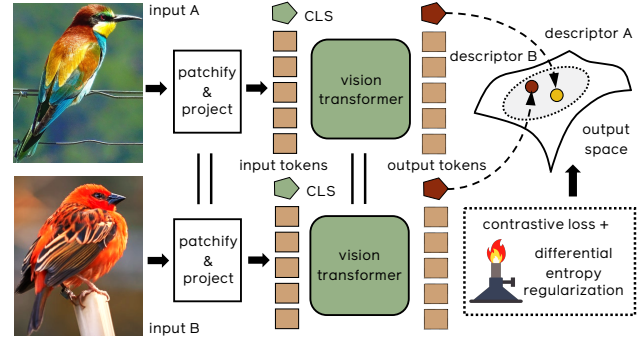 input A
CLS
patchify
&
project
vision
transformer
descriptor A
descriptor B
output
space
input tokens
output tokens
CLS
patchify
&
project
vision
transformer
contrastive loss +
differential
entropy
regularization
input B